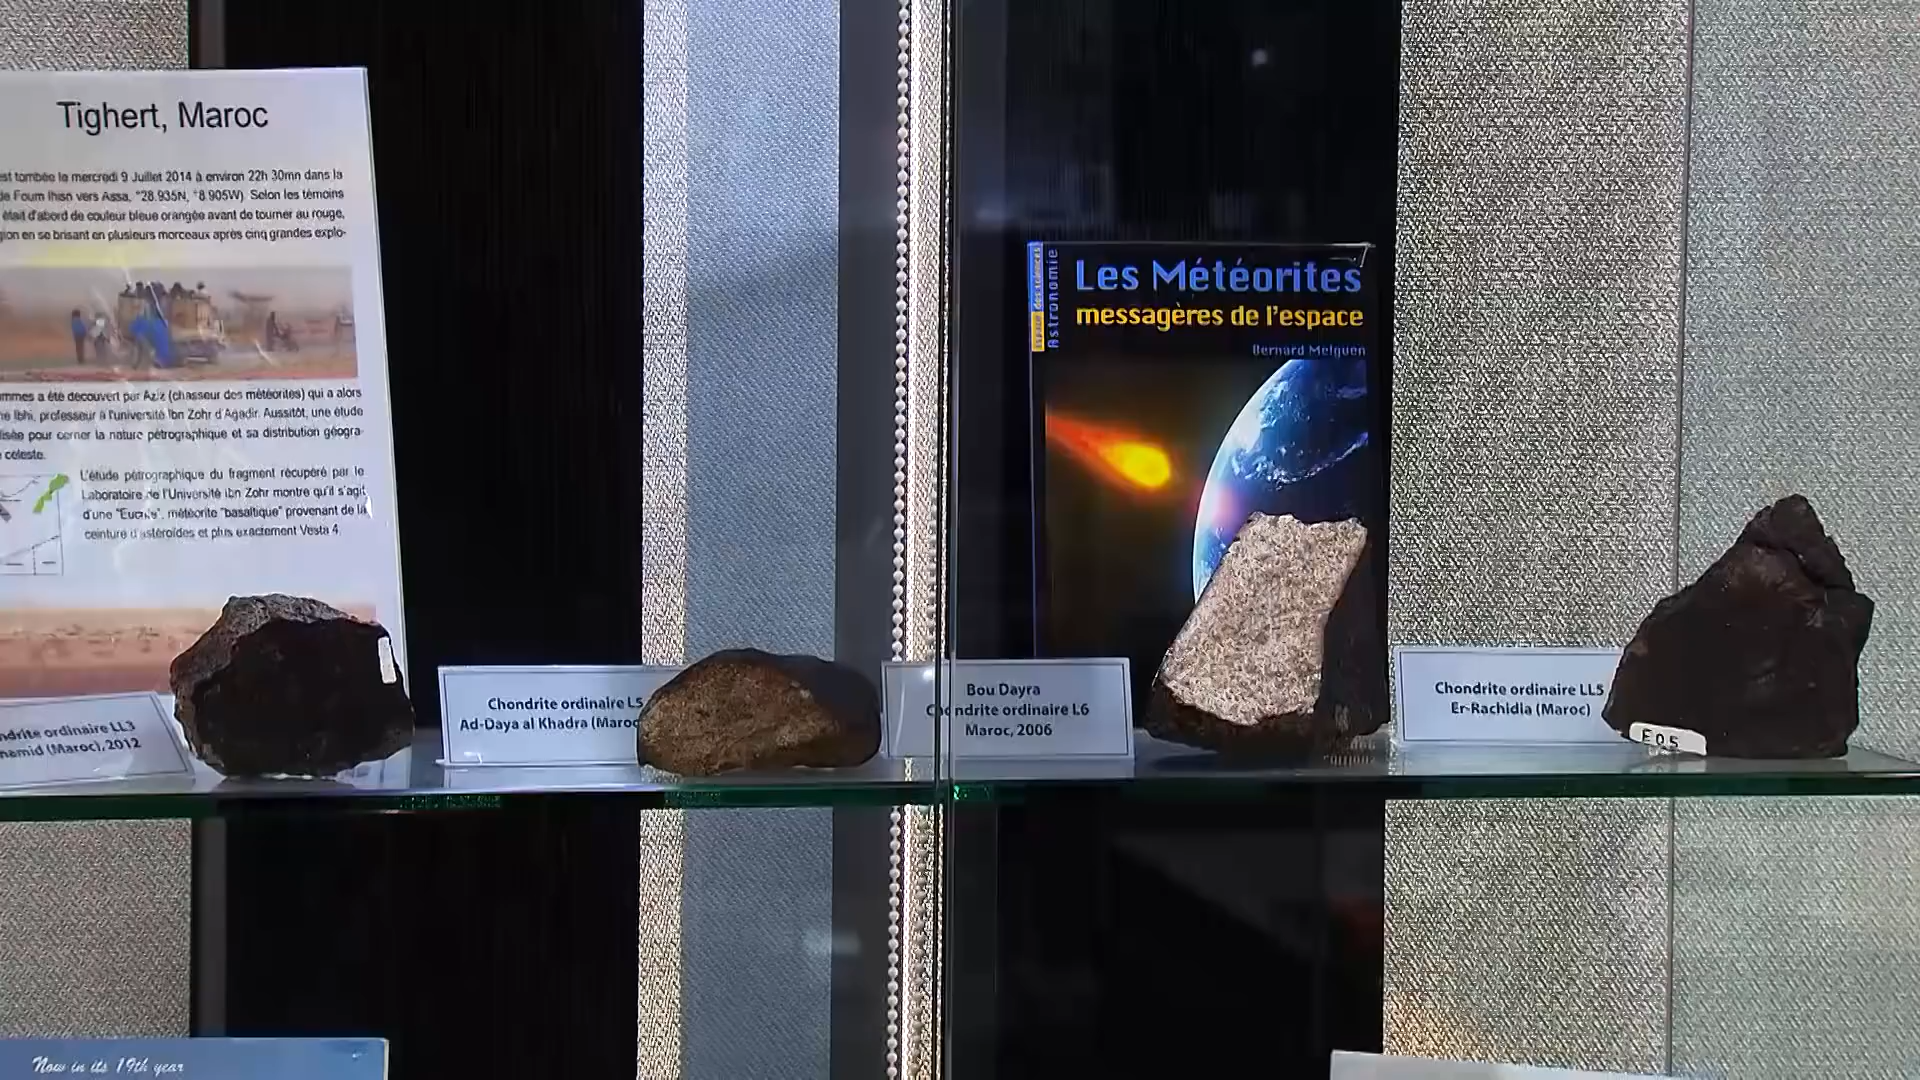 Tighert, Maroc
est tombée le mercredi 9 Juillet 2014 à environ 22h 30mn dans la
de Foum Ihisn vers Assa, °28.935N, °8.905W). Selon les témoins
était d'abord de couleur bleue orangée avant de tourner au rouge,
en se brisant en plusieurs morceaux après cinq grandes explo-
a été découvert par Aziz (chasseur des météorites) qui a alors
Ibhi, professeur à l'université Ibn Zohr d'Agadir. Aussitôt, une étude
pour cerner la nature pétrographique et sa distribution géogra-
céleste.
L'étude pétrographique du fragment récupéré par le
Laboratoire de l'Université Ibn Zohr montre qu'il s'agit
d'une "Eucrite", météorite "basaltique" provenant de la
ceinture d'astéroïdes et plus exactement Vesta 4.
ordinaire LL3
(Maroc), 2012
Chondrite ordinaire L5
Ad-Daya al Khadra (Maroc
Bou Dayra
Chondrite ordinaire L6
Maroc, 2006
Espace des sciences
Astronomie
Les Météorites
messagères de l'espace
Bernard Melguen
Chondrite ordinaire LL5
Er-Rachidia (Maroc)
E05
Now in its 19th year